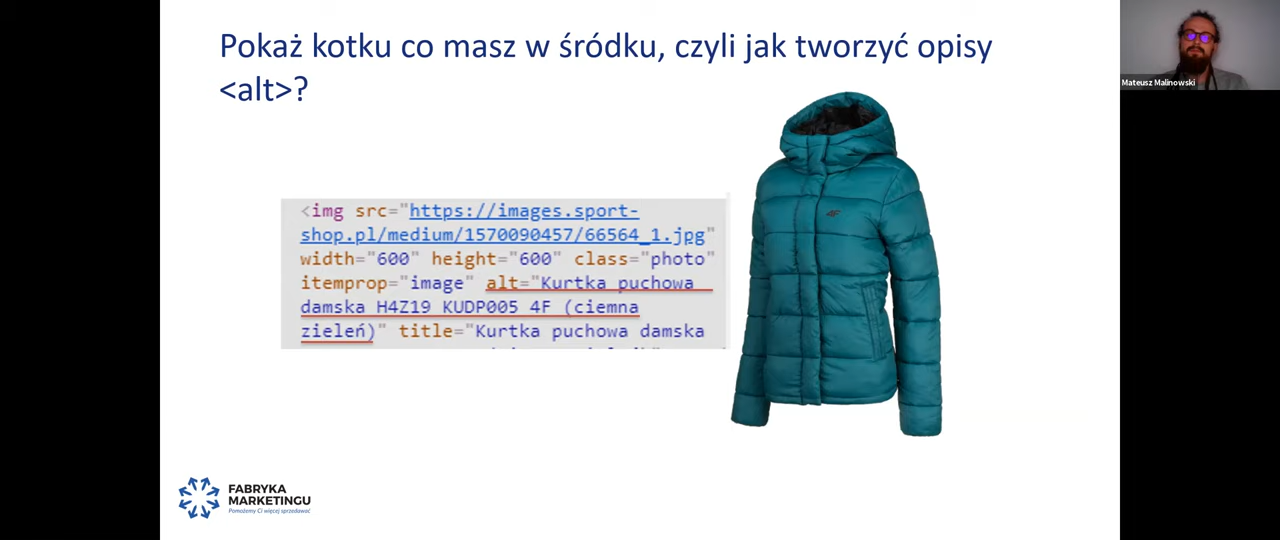 Pokaż kotku co masz w śródku, czyli jak tworzyć opisy
<alt>?
Mateusz Malinowski
<img src="https://images.sport-
shop.pl/medium/1570090457/66564_1.jpg"
width="600" height="600" class="photo"
itemprop="image" alt="Kurtka puchowa
damska H4Z19 KUDP005 4F (ciemna
zieleń)" title="Kurtka puchowa damska
4F
FABRYKA
MARKETINGU
Pomożemy Ci więcej sprzedawać